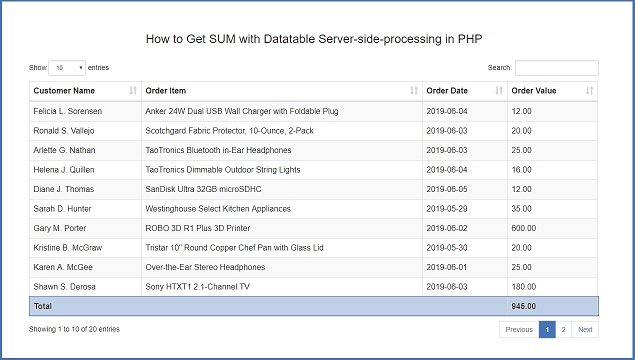 How to Get SUM with Datatable Server-side-processing in PHP
Show 10 entries Search:
Customer Name Order Item Order Date Order Value
Felicia L. Sorensen Anker 24W Dual USB Wall Charger with Foldable Plug 2019-06-04 12.00
Ronald S. Vallejo Scotchgard Fabric Protector, 10-Ounce, 2-Pack 2019-06-03 20.00
Arlette G. Nathan TaoTronics Bluetooth in-Ear Headphones 2019-06-03 25.00
Helena J. Quillen TaoTronics Dimmable Outdoor String Lights 2019-06-04 16.00
Diane J. Thomas SanDisk Ultra 32GB microSDHC 2019-06-05 12.00
Sarah D. Hunter Westinghouse Select Kitchen Appliances 2019-05-29 35.00
Gary M. Porter ROBO 3D R1 Plus 3D Printer 2019-06-02 600.00
Kristine B. McGraw Tristar 10" Round Copper Chef Pan with Glass Lid 2019-05-30 20.00
Karen A. McGee Over-the-Ear Stereo Headphones 2019-06-01 25.00
Shawn S. Derosa Sony HTXT1 2.1-Channel TV 2019-06-03 180.00
Total 945.00
Showing 1 to 10 of 20 entries Previous 1 2 Next